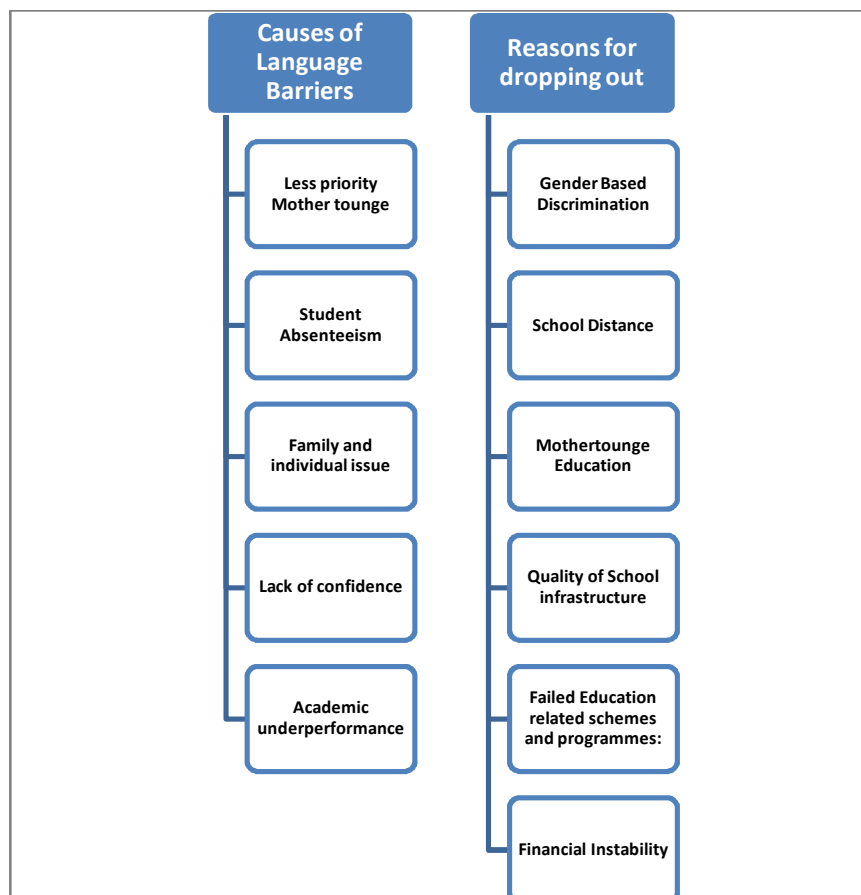 Causes of
Language
Barriers
Less priority
Mother tounge
Student
Absenteeism
Family and
individual issue
Lack of confidence
Academic
underperformance
Reasons for
dropping out
Gender Based
Discrimination
School Distance
Mothertounge
Education
Quality of School
infrastructure
Failed Education
related schemes
and programmes:
Financial Instability